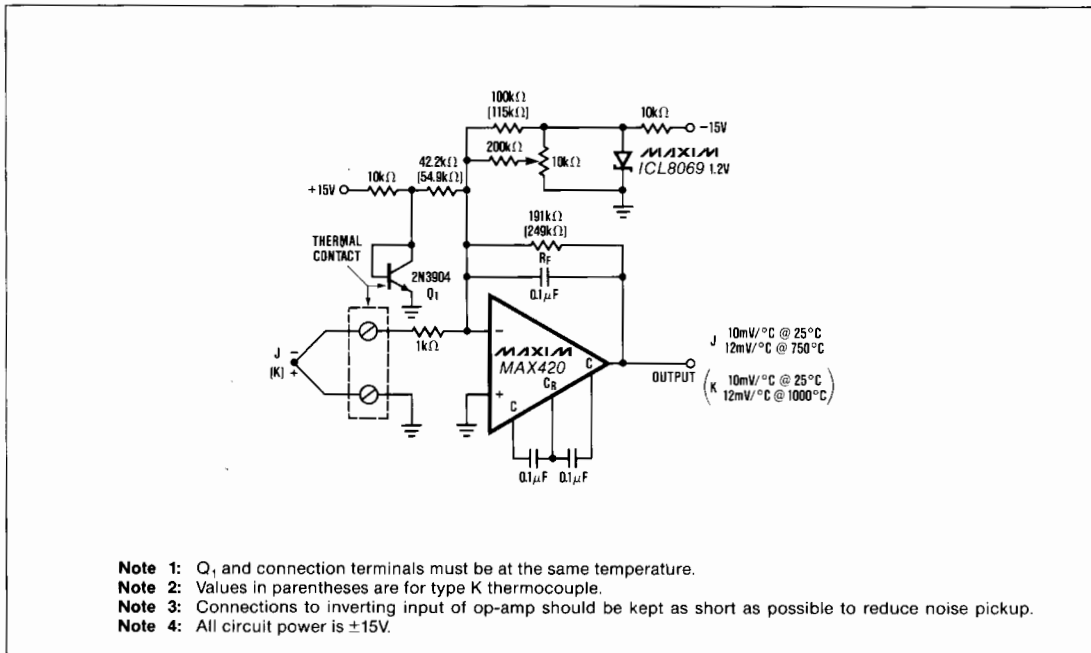 100kΩ
[115kΩ]
10kΩ
−15V
200kΩ
10kΩ
MAXIM
ICL8069 1.2V
42.2kΩ
[54.9kΩ]
10kΩ
+15V
191kΩ
[249kΩ]
RF
0.1µF
THERMAL
CONTACT
2N3904
Q1
1kΩ
J −
[K] +
−
MAXIM
MAX420
+
C
CR
C
0.1µF
0.1µF
OUTPUT
J 10mV/°C @ 25°C
12mV/°C @ 750°C
(K 10mV/°C @ 25°C
12mV/°C @ 1000°C)
Note 1: Q1 and connection terminals must be at the same temperature.
Note 2: Values in parentheses are for type K thermocouple.
Note 3: Connections to inverting input of op-amp should be kept as short as possible to reduce noise pickup.
Note 4: All circuit power is ±15V.